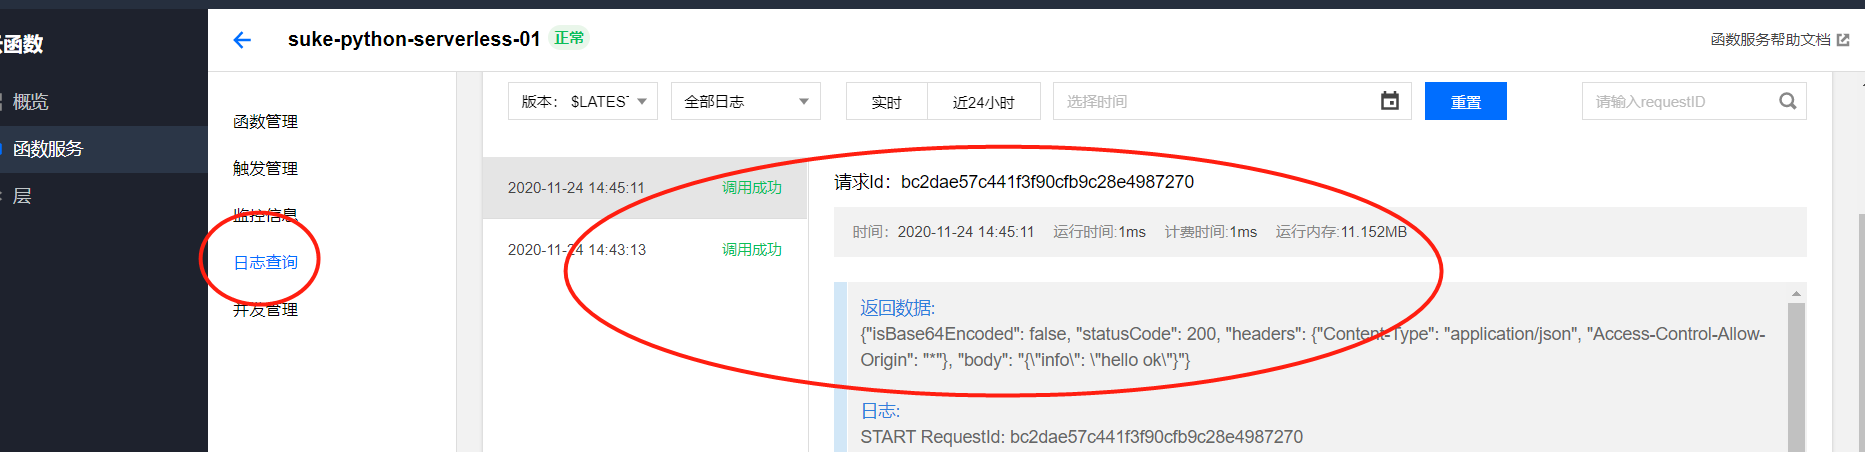 云函数
suke-python-serverless-01 正常
函数服务帮助文档
概览
函数服务
层
函数管理
触发管理
监控信息
日志查询
开发管理
版本： $LATEST 全部日志 实时 近24小时 选择时间 重置 请输入requestID
2020-11-24 14:45:11 调用成功
2020-11-24 14:43:13 调用成功
请求Id：bc2dae57c441f3f90cfb9c28e4987270
时间：2020-11-24 14:45:11 运行时间:1ms 计费时间:1ms 运行内存:11.152MB
返回数据:
{"isBase64Encoded": false, "statusCode": 200, "headers": {"Content-Type": "application/json", "Access-Control-Allow-
Origin": "*"}, "body": "{\"info\": \"hello ok\"}"}
日志:
START RequestId: bc2dae57c441f3f90cfb9c28e4987270